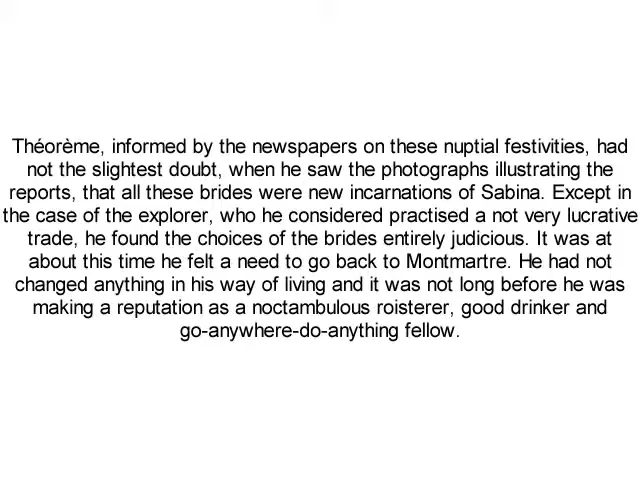 Théorème, informed by the newspapers on these nuptial festivities, had
not the slightest doubt, when he saw the photographs illustrating the
reports, that all these brides were new incarnations of Sabina. Except in
the case of the explorer, who he considered practised a not very lucrative
trade, he found the choices of the brides entirely judicious. It was at
about this time he felt a need to go back to Montmartre. He had not
changed anything in his way of living and it was not long before he was
making a reputation as a noctambulous roisterer, good drinker and
go-anywhere-do-anything fellow.